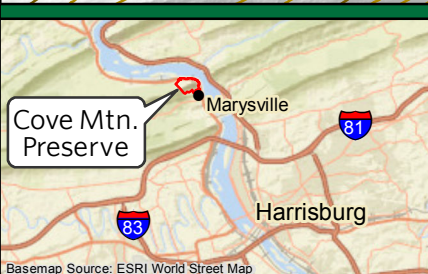 Marysville
Cove Mtn.
Preserve
81
Harrisburg
83
Basemap Source: ESRI World Street Map